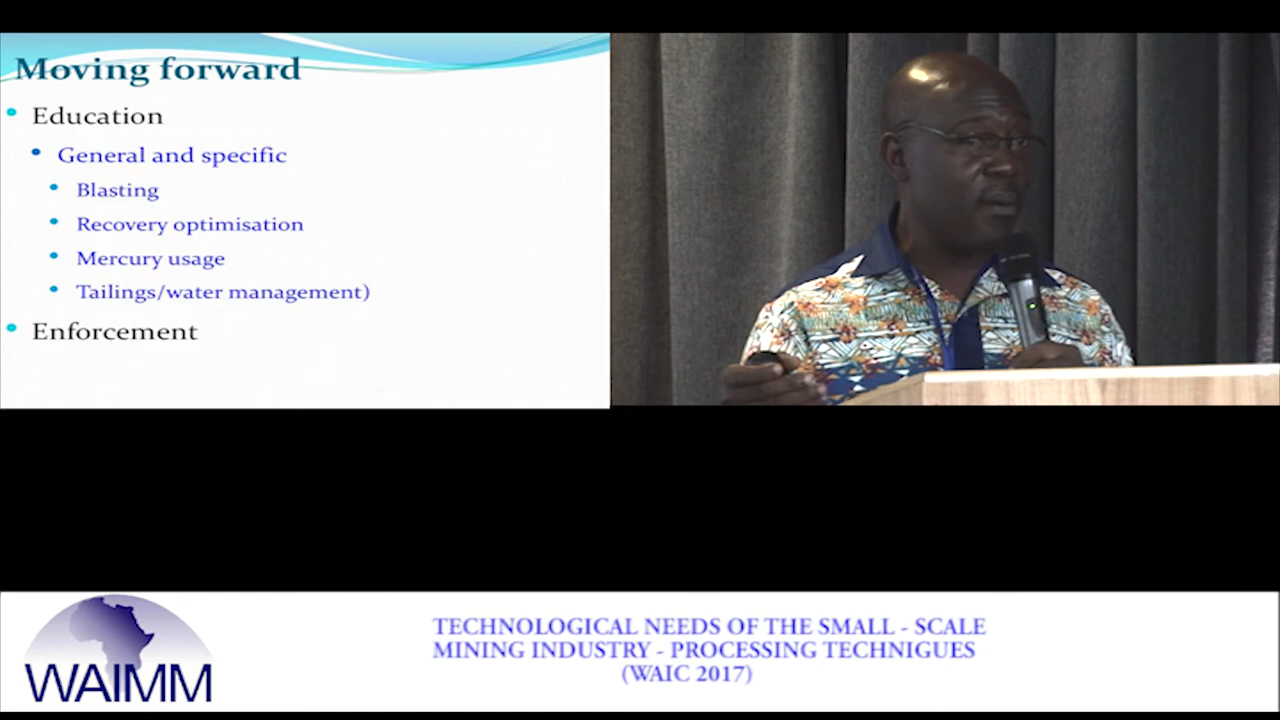 Moving forward
Education
General and specific
Blasting
Recovery optimisation
Mercury usage
Tailings/water management)
Enforcement
WAIMM
TECHNOLOGICAL NEEDS OF THE SMALL - SCALE
MINING INDUSTRY - PROCESSING TECHNIGUES
(WAIC 2017)